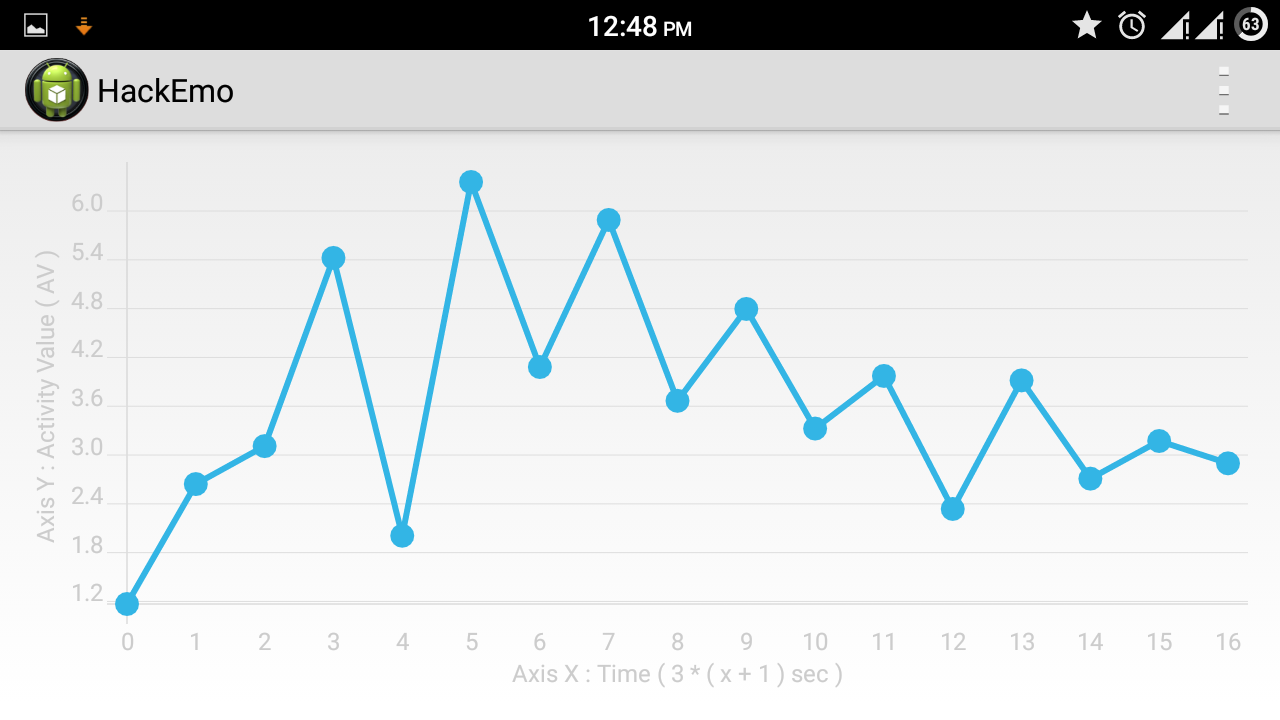 12:48 PM
63
HackEmo
Axis Y : Activity Value ( AV )
6.0
5.4
4.8
4.2
3.6
3.0
2.4
1.8
1.2
0 1 2 3 4 5 6 7 8 9 10 11 12 13 14 15 16
Axis X : Time ( 3 * ( x + 1 ) sec )